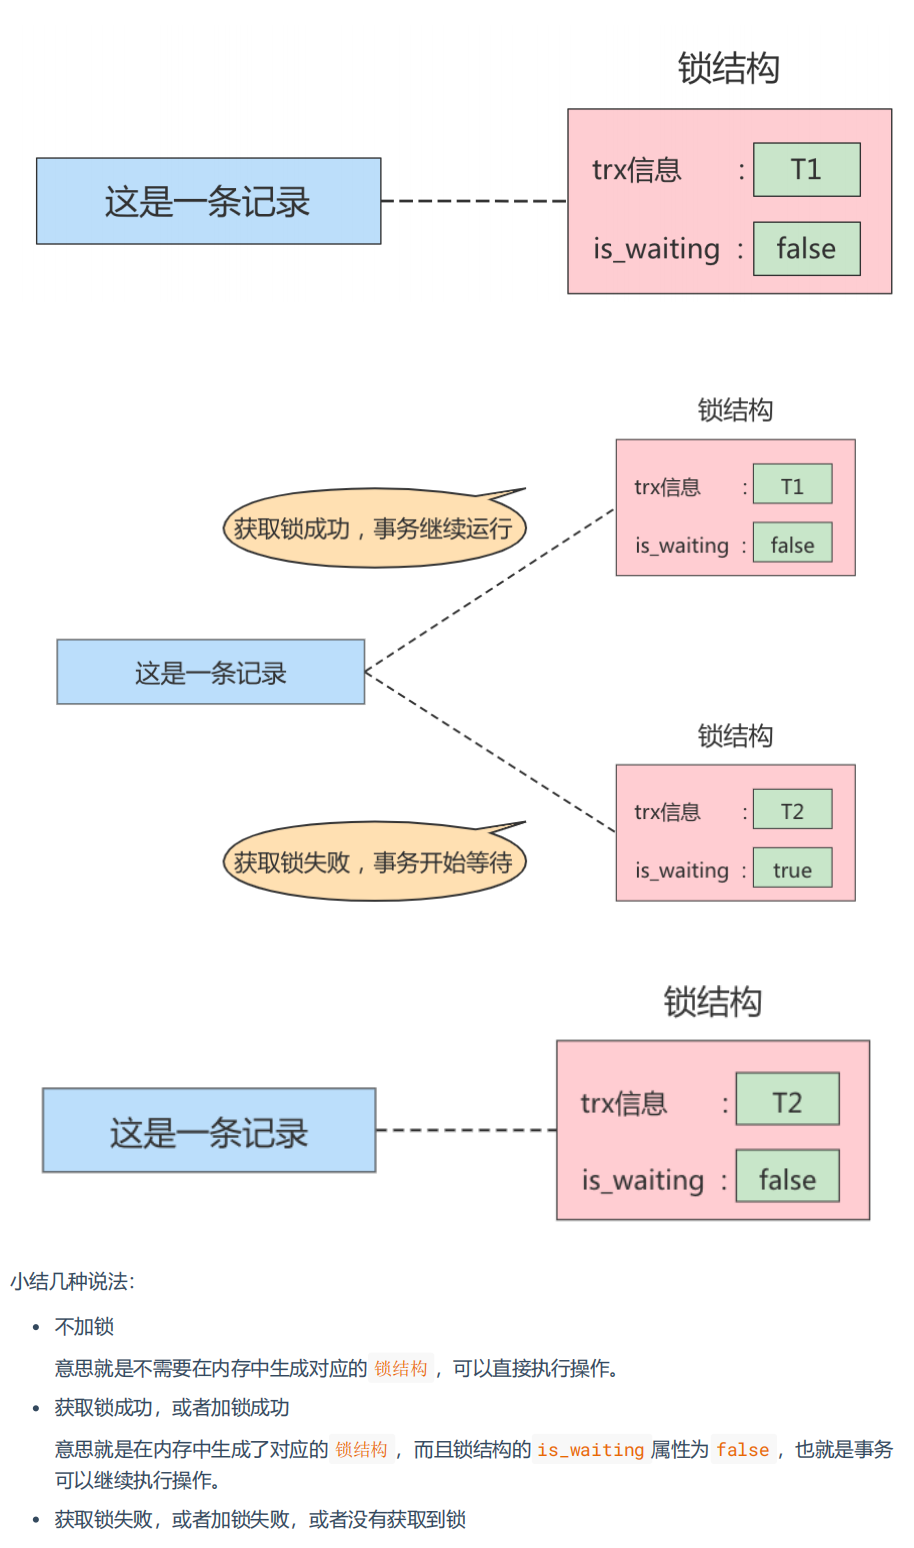 锁结构
trx信息 : T1
这是一条记录
is_waiting : false
锁结构
trx信息 : T1
获取锁成功，事务继续运行
is_waiting : false
这是一条记录
锁结构
trx信息 : T2
获取锁失败，事务开始等待
is_waiting : true
锁结构
trx信息 : T2
这是一条记录
is_waiting : false
小结几种说法：
• 不加锁
意思就是不需要在内存中生成对应的 锁结构 ，可以直接执行操作。
• 获取锁成功，或者加锁成功
意思就是在内存中生成了对应的 锁结构 ，而且锁结构的 is_waiting 属性为 false ，也就是事务
可以继续执行操作。
• 获取锁失败，或者加锁失败，或者没有获取到锁